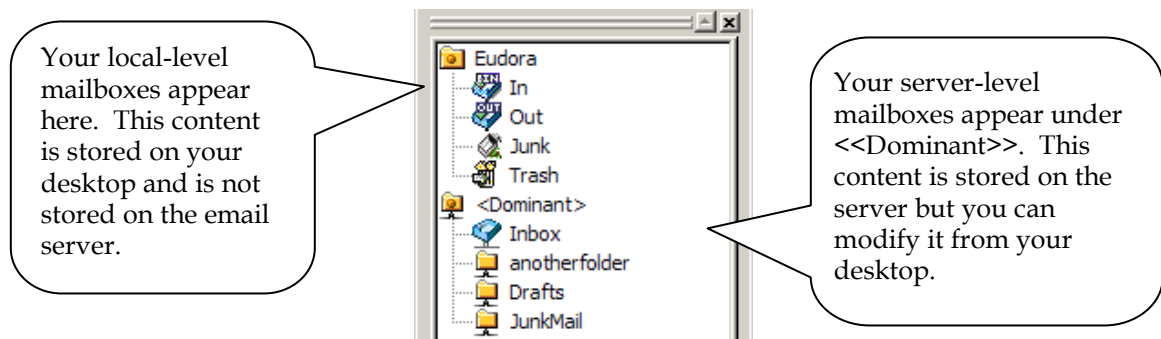 Your local-level
mailboxes appear
here.  This content
is stored on your
desktop and is not
stored on the email
server.
Eudora
In
Out
Junk
Trash
<Dominant>
Inbox
anotherfolder
Drafts
JunkMail
Your server-level
mailboxes appear under
<<Dominant>>.  This
content is stored on the
server but you can
modify it from your
desktop.